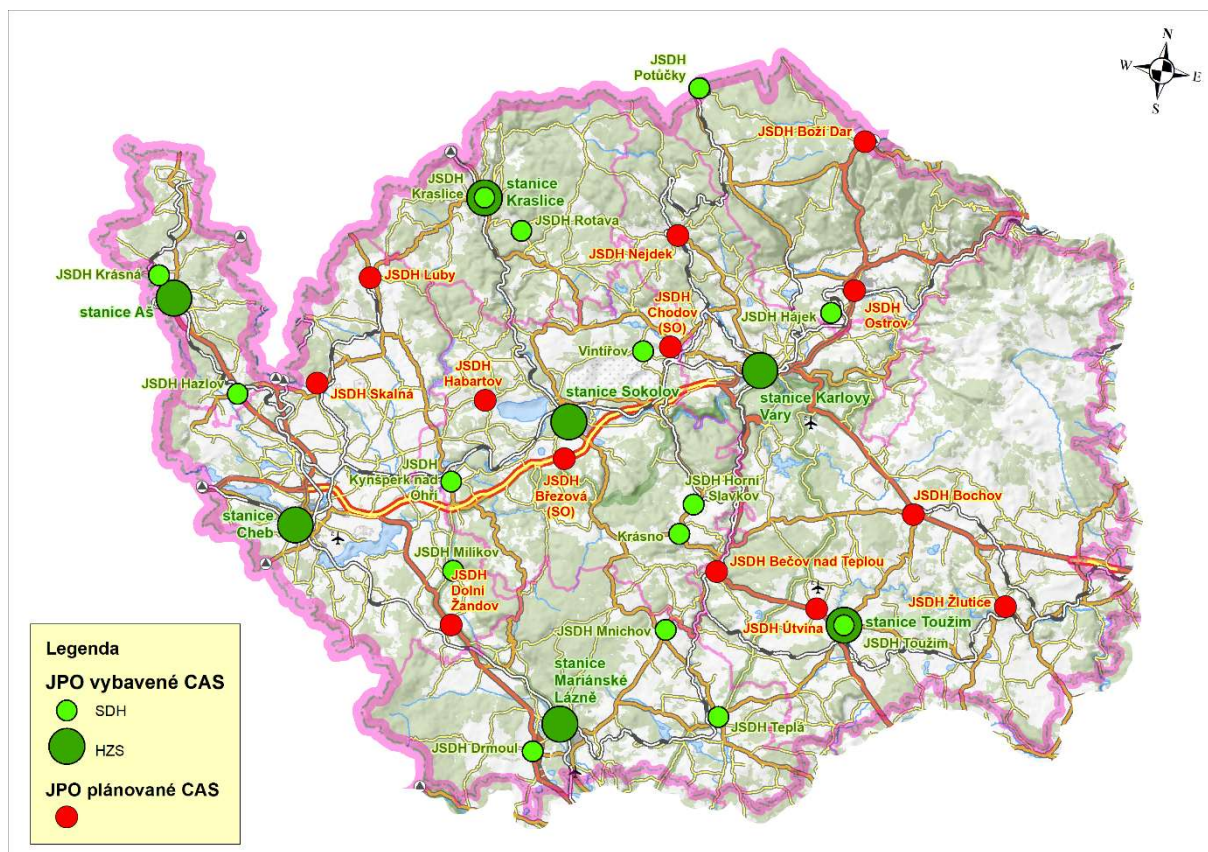 N
W
E
S
JSDH
Potůčky
JSDH Boží Dar
JSDH
Kraslice
stanice
Kraslice
JSDH Rotava
JSDH Nejdek
JSDH Krásná
stanice Aš
JSDH Luby
JSDH
Chodov
(SO)
JSDH Hájek
JSDH
Ostrov
Vintířov
JSDH Hazlov
JSDH Skalná
JSDH
Habartov
stanice Sokolov
stanice Karlovy
Vary
JSDH
Kynšperk nad
Ohří
JSDH
Březová
(SO)
JSDH Horní
Slavkov
JSDH Bochov
stanice
Cheb
Krásno
JSDH Milíkov
JSDH
Dolní
Žandov
JSDH Bečov nad Teplou
JSDH Útvina
JSDH Žlutice
stanice Toužim
JSDH Toužim
JSDH Mnichov
stanice
Mariánské
Lázně
JSDH Teplá
JSDH Drmoul
Legenda
JPO vybavené CAS
SDH
HZS
JPO plánované CAS